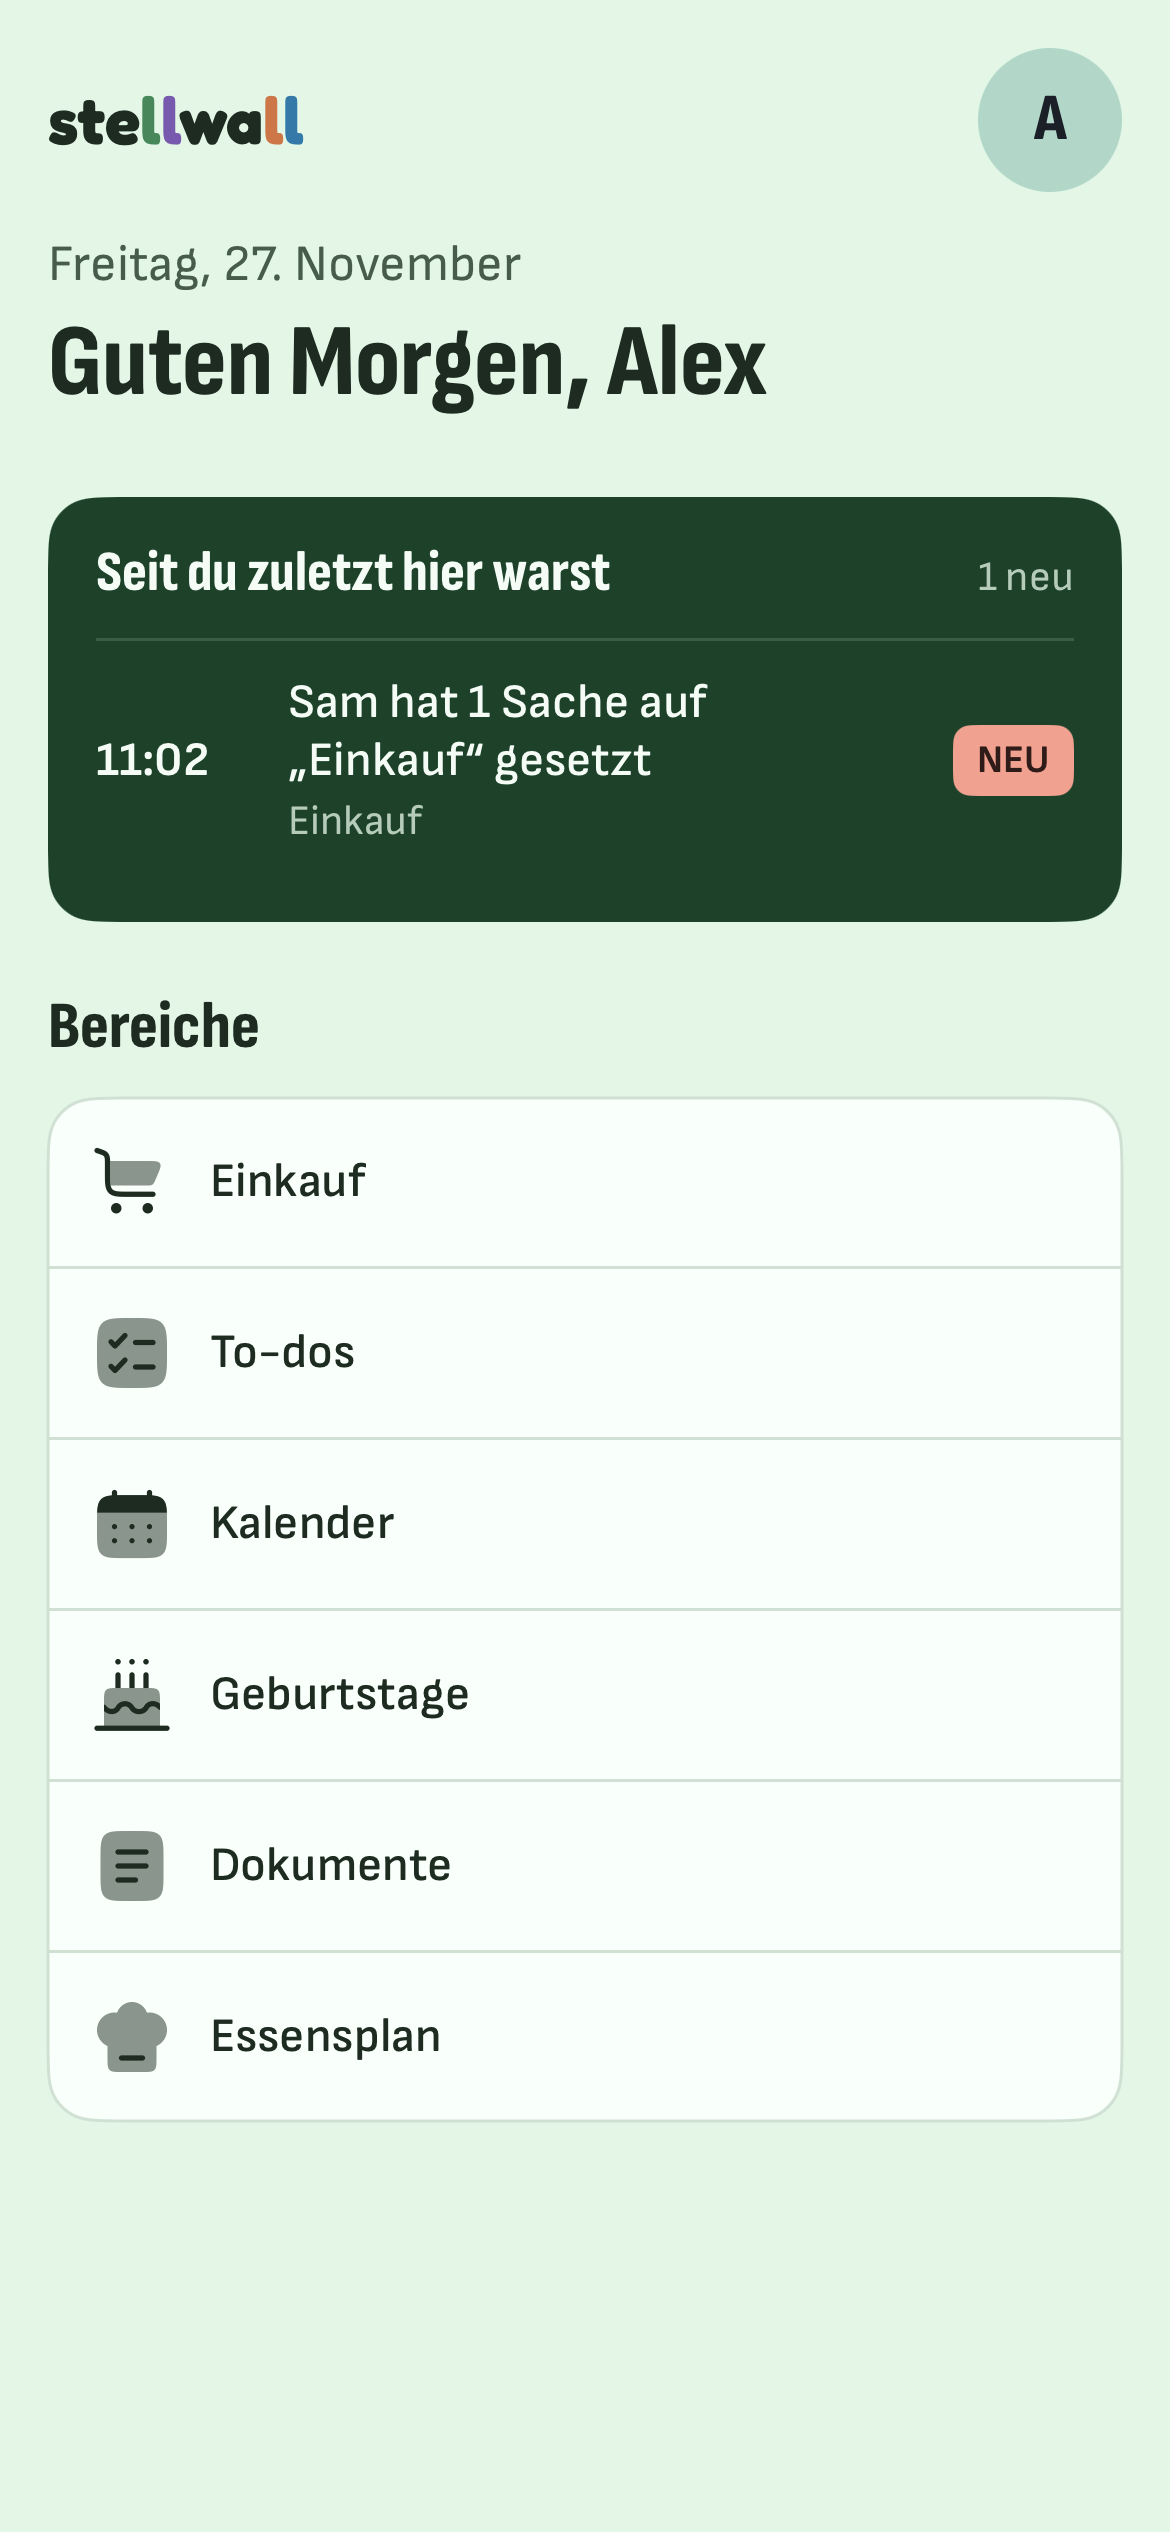 stellwall
A
Freitag, 27. November
Guten Morgen, Alex
Seit du zuletzt hier warst
1 neu
11:02
Sam hat 1 Sache auf
„Einkauf“ gesetzt
Einkauf
NEU
Bereiche
Einkauf
To-dos
Kalender
Geburtstage
Dokumente
Essensplan